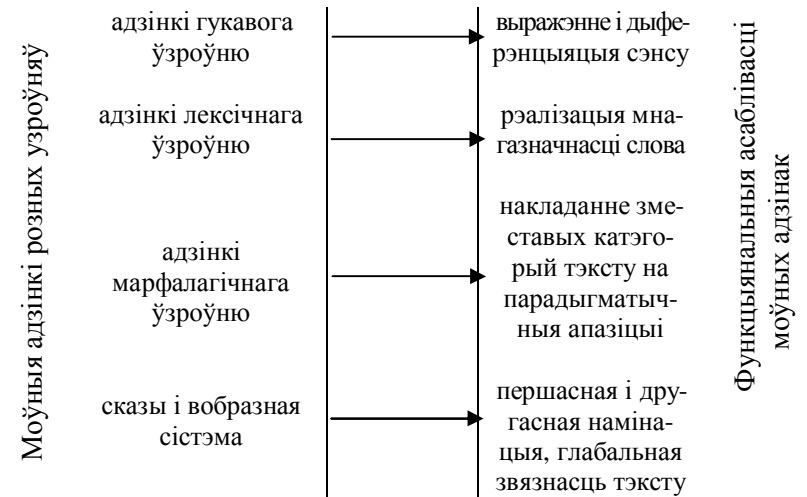 Моўныя адзінкі розных узроўняў
адзінкі гукавога
ўзроўню
выражэнне і дыфе-
рэнцыяцыя сэнсу
адзінкі лексічнага
ўзроўню
рэалізацыя мна-
газначнасці слова
адзінкі
марфалагічнага
ўзроўню
накладанне зме-
ставых катэго-
рый тэксту на
парадыгматыч-
ныя апазіцыі
сказы і вобразная
сістэма
першасная і дру-
гасная наміна-
цыя, глабальная
звязнасць тэксту
Функцыянальныя асаблівасці
моўных адзінак